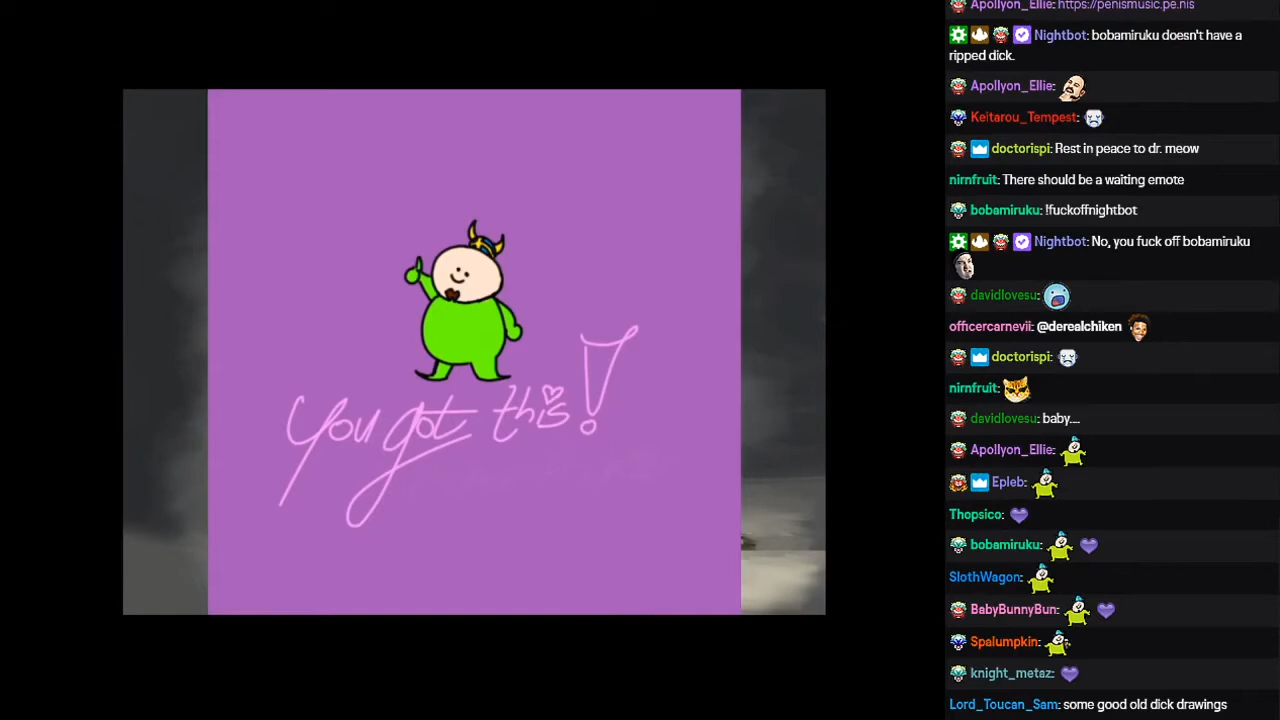 You got this!
Apollyon_Ellie: https://penismusic.pe.nis
Nightbot: bobamiruku doesn't have a
ripped dick.
Apollyon_Ellie:
Keitarou_Tempest:
doctorispi: Rest in peace to dr. meow
nirnfruit: There should be a waiting emote
bobamiruku: !fuckoffnightbot
Nightbot: No, you fuck off bobamiruku
davidlovesu:
officercarnevii: @derealchiken
doctorispi:
nirnfruit:
davidlovesu: baby....
Apollyon_Ellie:
Epleb:
Thopsico:
bobamiruku:
SlothWagon:
BabyBunnyBun:
Spalumpkin:
knight_metaz:
Lord_Toucan_Sam: some good old dick drawings